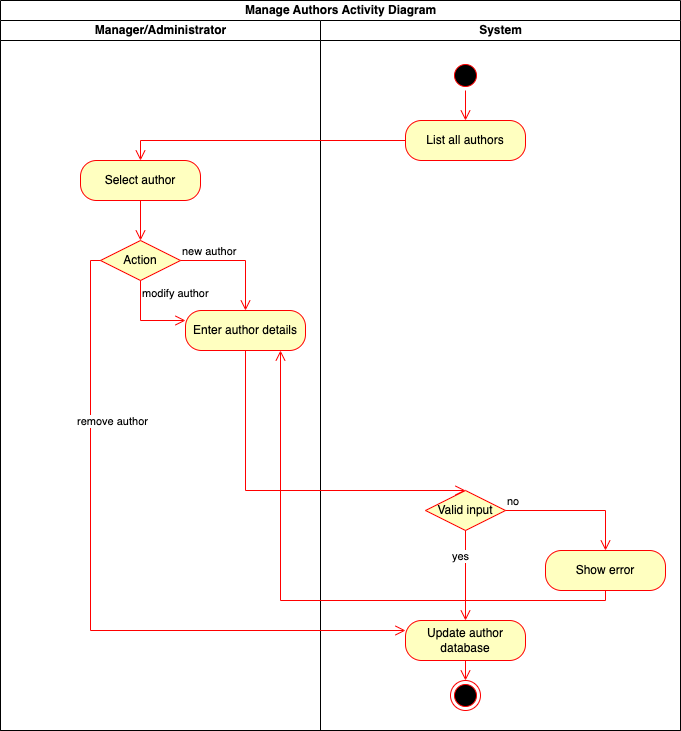 Manage Authors Activity Diagram
Manager/Administrator
System
List all authors
Select author
Action
new author
modify author
Enter author details
remove author
Valid input
no
yes
Show error
Update author
database